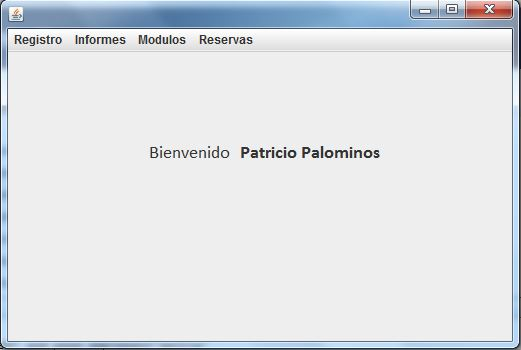 Registro Informes Modulos Reservas
Bienvenido Patricio Palominos